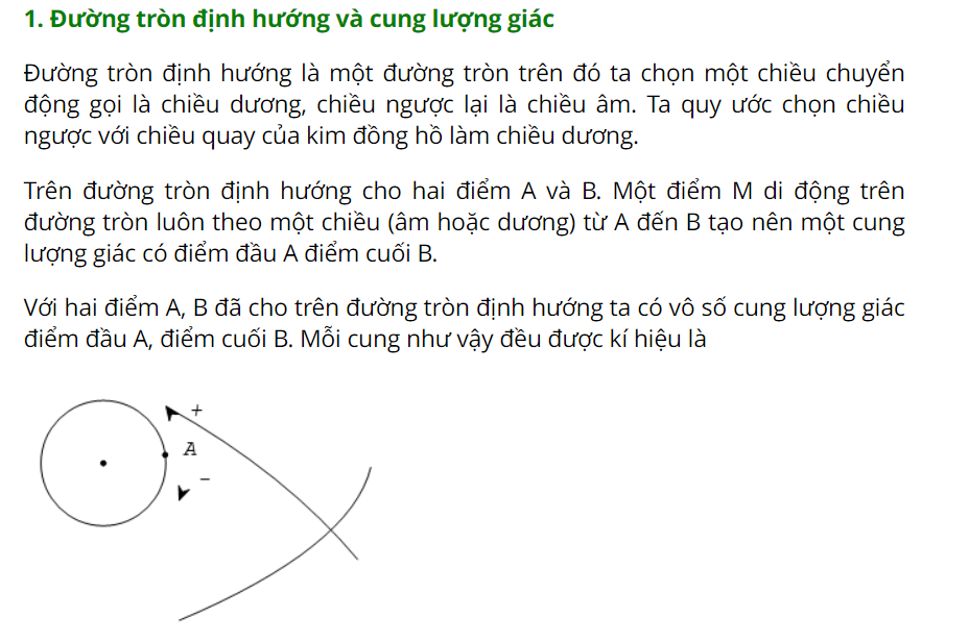 1. Đường tròn định hướng và cung lượng giác
Đường tròn định hướng là một đường tròn trên đó ta chọn một chiều chuyển
động gọi là chiều dương, chiều ngược lại là chiều âm. Ta quy ước chọn chiều
ngược với chiều quay của kim đồng hồ làm chiều dương.
Trên đường tròn định hướng cho hai điểm A và B. Một điểm M di động trên
đường tròn luôn theo một chiều (âm hoặc dương) từ A đến B tạo nên một cung
lượng giác có điểm đầu A điểm cuối B.
Với hai điểm A, B đã cho trên đường tròn định hướng ta có vô số cung lượng giác
điểm đầu A, điểm cuối B. Mỗi cung như vậy đều được kí hiệu là
+
A
−